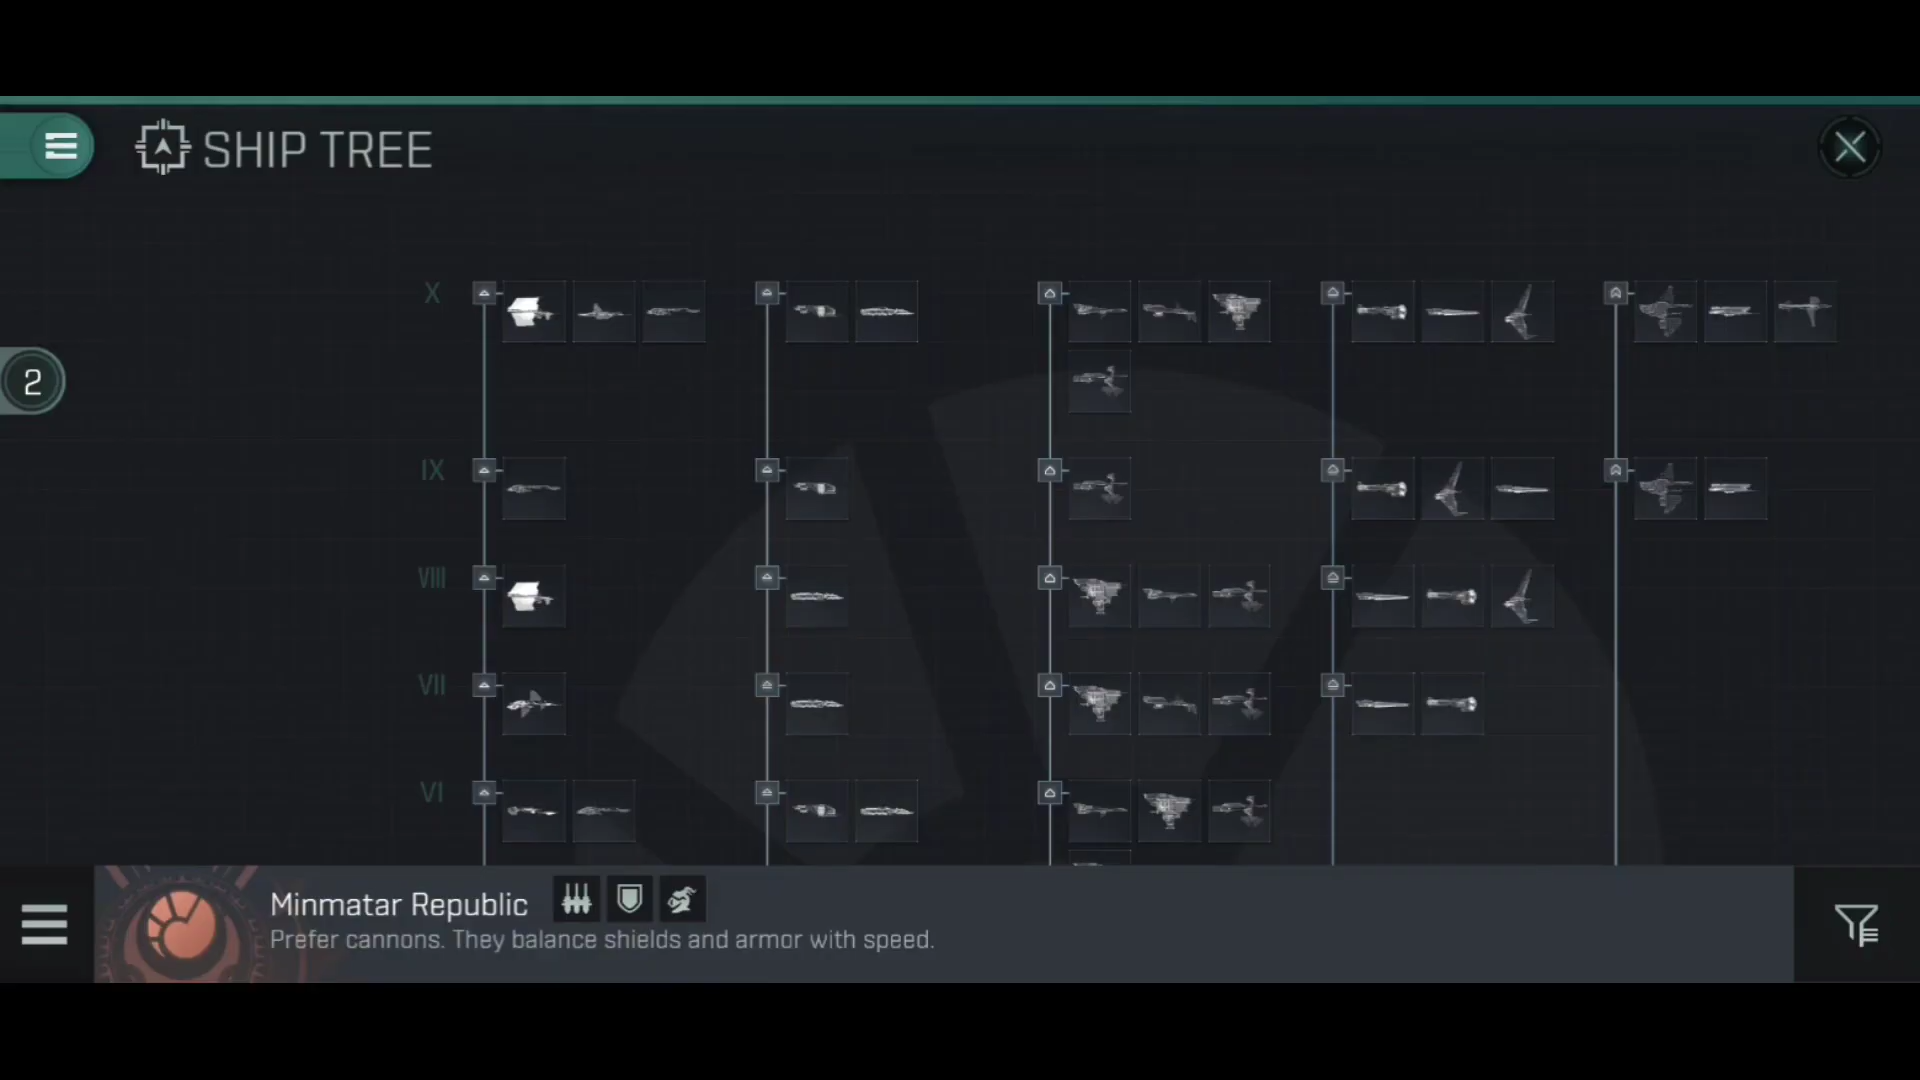 SHIP TREE
X
2
IX
VIII
VII
VI
Minmatar Republic
Prefer cannons. They balance shields and armor with speed.